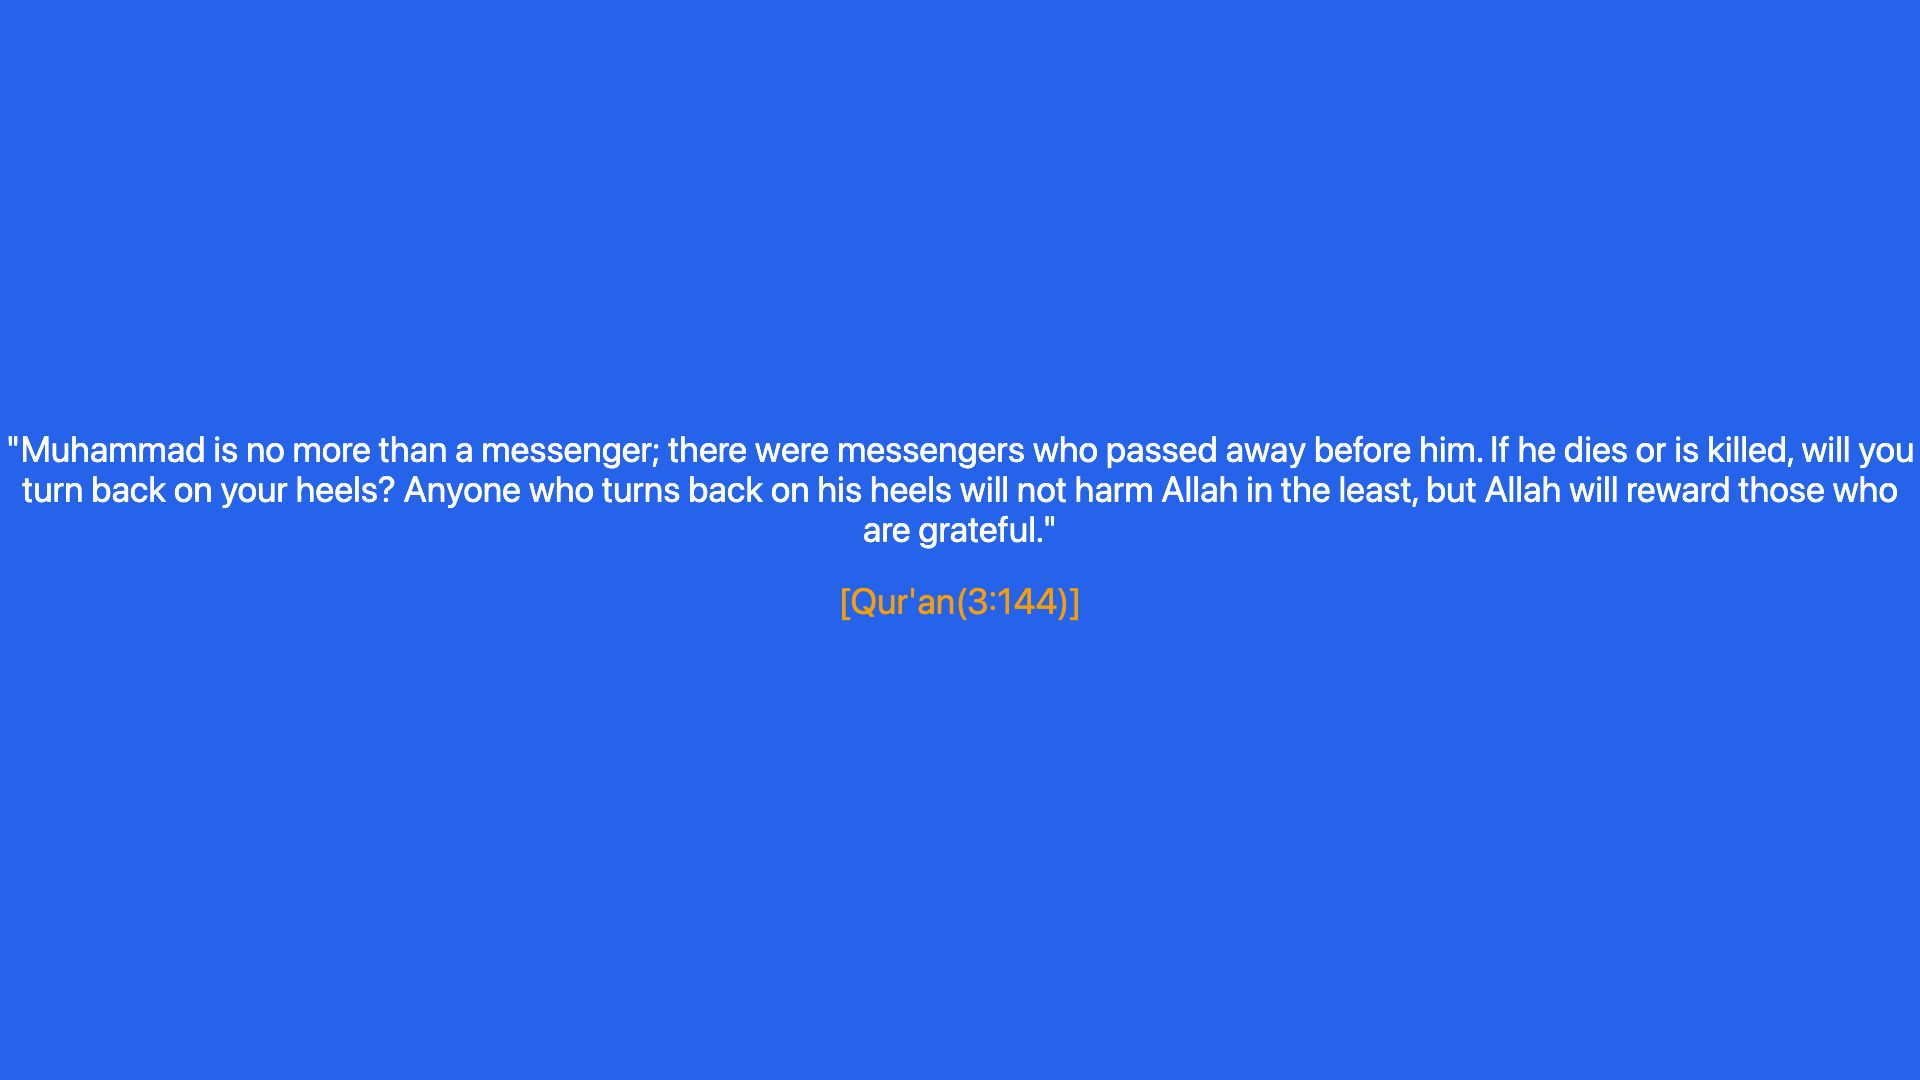 "Muhammad is no more than a messenger; there were messengers who passed away before him. If he dies or is killed, will you
turn back on your heels? Anyone who turns back on his heels will not harm Allah in the least, but Allah will reward those who
are grateful."
[Qur'an(3:144)]